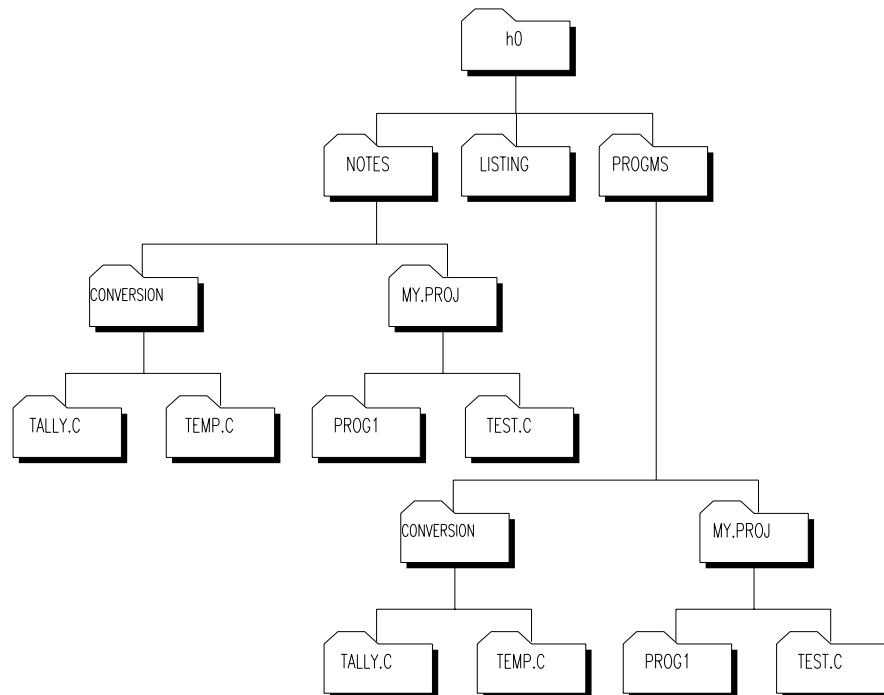 h0
NOTES
LISTING
PROGMS
CONVERSION
MY.PROJ
TALLY.C
TEMP.C
PROG1
TEST.C
CONVERSION
MY.PROJ
TALLY.C
TEMP.C
PROG1
TEST.C